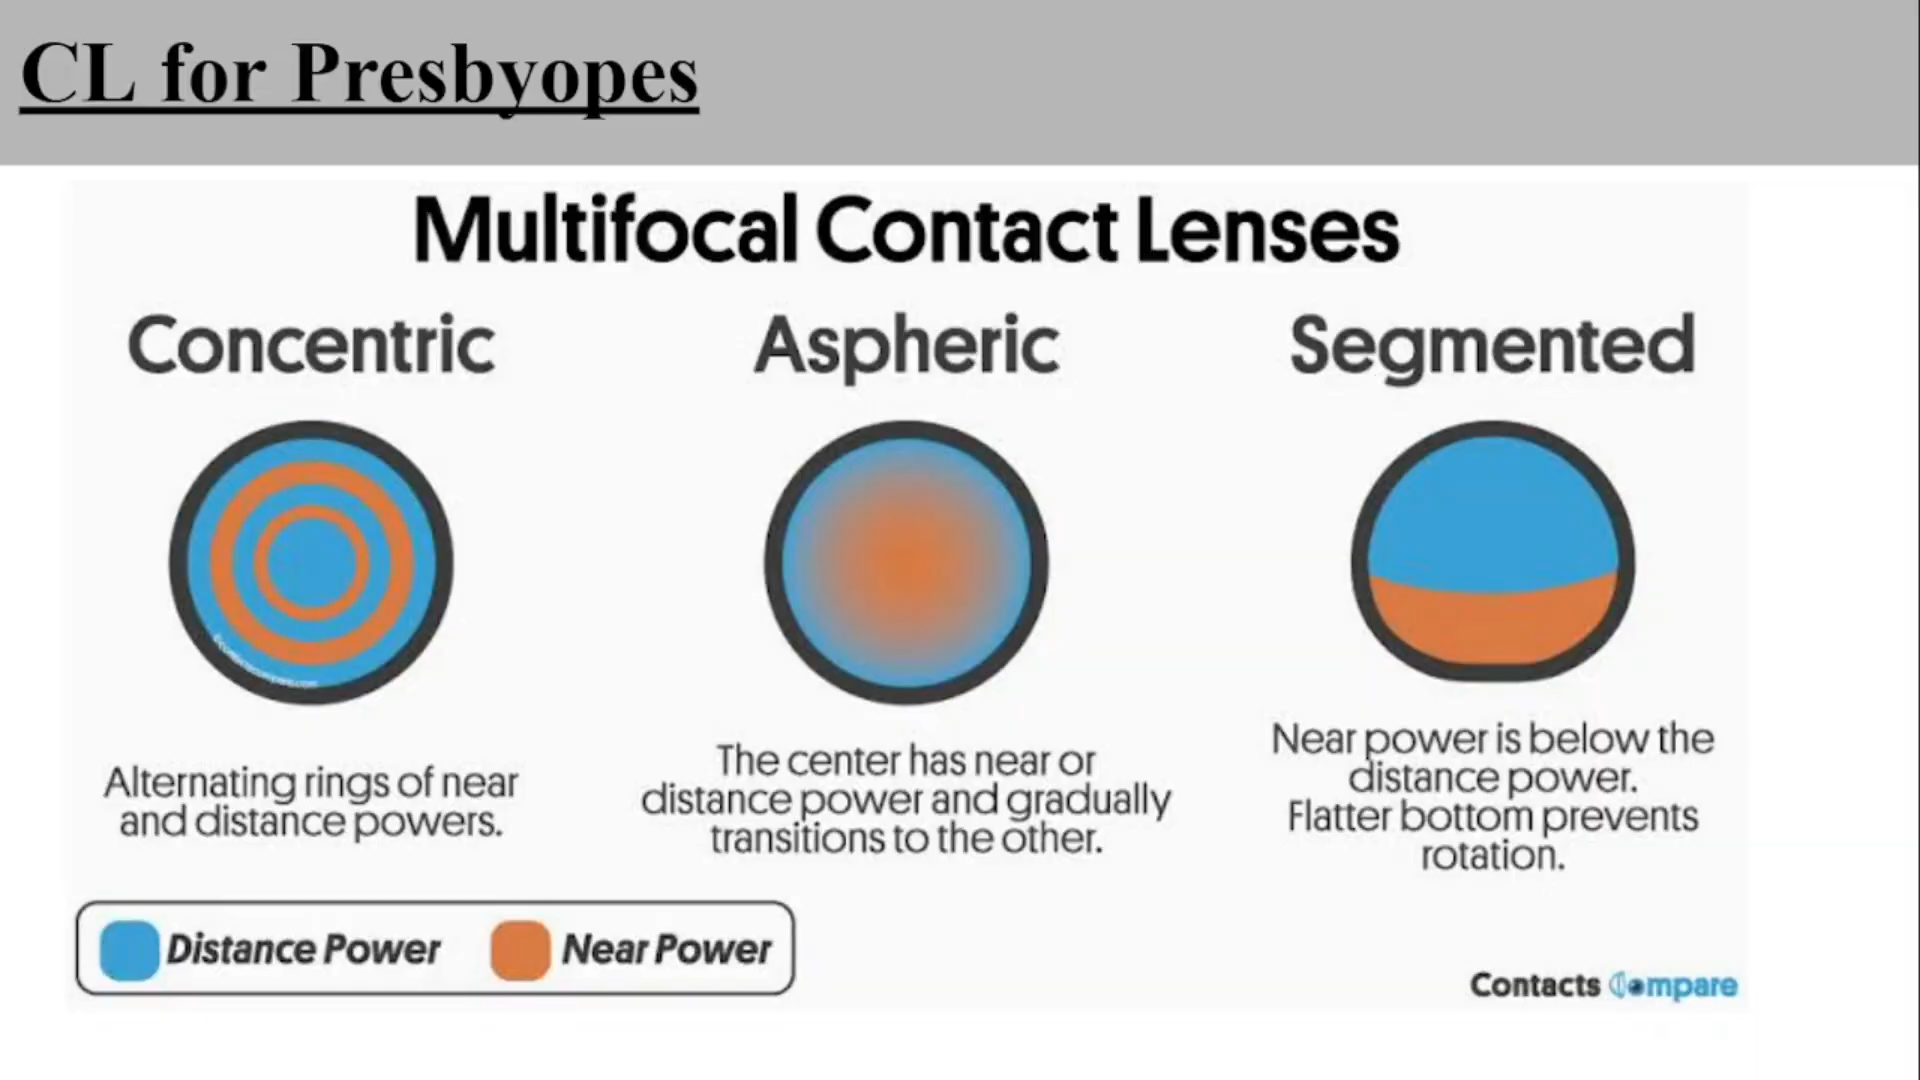 CL for Presbyopes
Multifocal Contact Lenses
Concentric
Aspheric
Segmented
Alternating rings of near
and distance powers.
The center has near or
distance power and gradually
transitions to the other.
Near power is below the
distance power.
Flatter bottom prevents
rotation.
Distance Power
Near Power
Contacts Compare